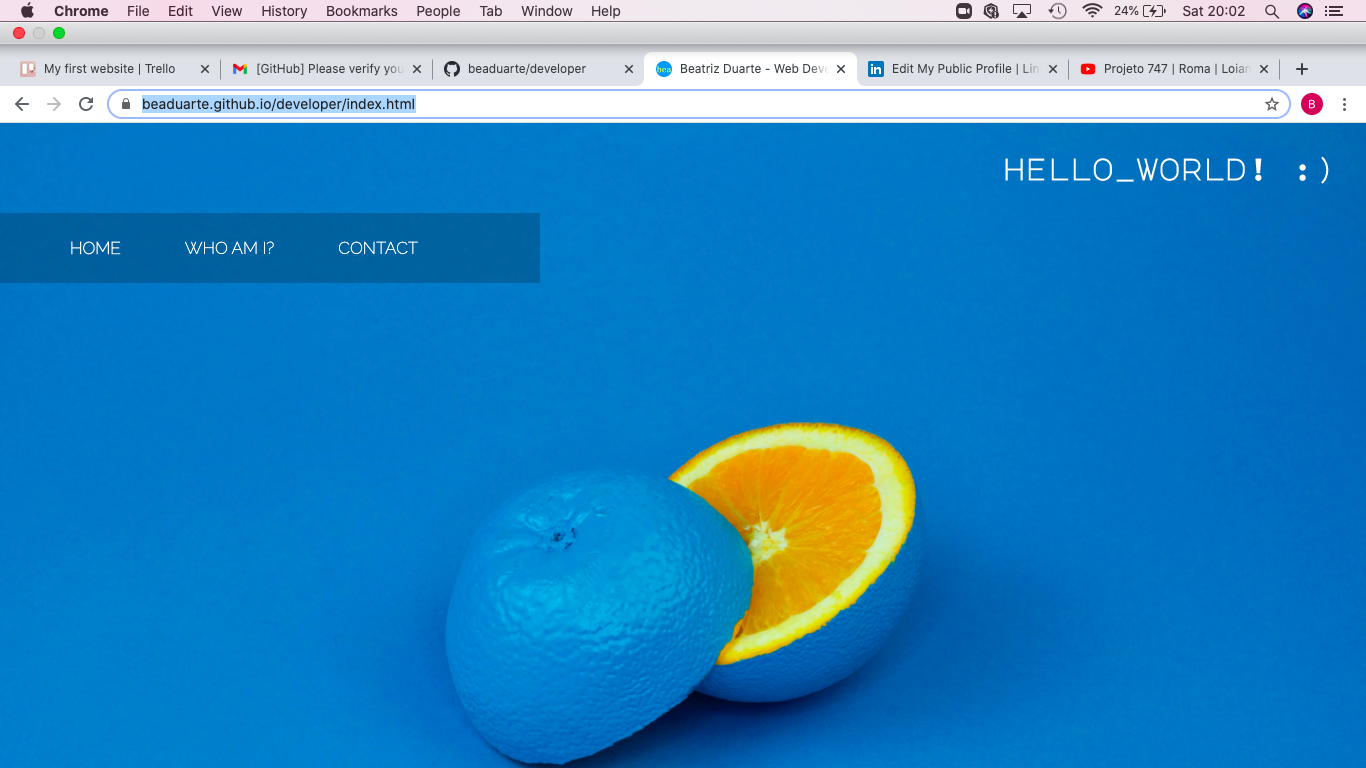 Chrome File Edit View History Bookmarks People Tab Window Help 24% Sat 20:02
My first website | Trello [GitHub] Please verify you beaduarte/developer bea Beatriz Duarte - Web Deve Edit My Public Profile | Lin Projeto 747 | Roma | Loian
beaduarte.github.io/developer/index.html B
HELLO_WORLD! :)
HOME WHO AM I? CONTACT